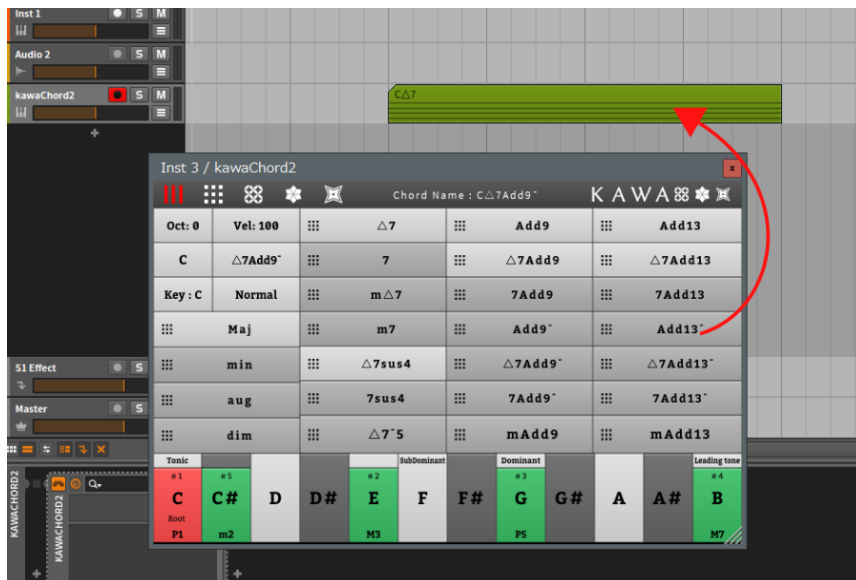 Inst 1 S M
Audio 2 S M
kawaChord2 S M
C△7
Inst 3 / kawaChord2 x
Chord Name : C△7Add9⁻ KAWA
Oct: 0 Vel: 100 △7 Add9 Add13
C △7Add9⁻ 7 △7Add9 △7Add13
Key : C Normal m△7 7Add9 7Add13
Maj m7 Add9⁻ Add13⁻
min △7sus4 △7Add9⁻ △7Add13⁻
aug 7sus4 7Add9⁻ 7Add13⁻
dim △7⁻5 mAdd9 mAdd13
S1 Effect S
Master S
Tonic SubDominant Dominant Leading tone
#1 #5 #2 #3 #4
C C# D D# E F F# G G# A A# B
Root
P1 m2 M3 P5 M7
KAWACHORD2
KAWACHORD2